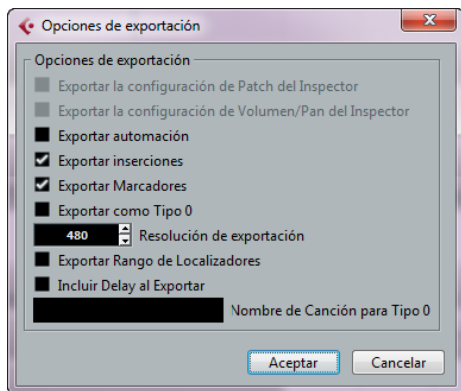 Opciones de exportación
Opciones de exportación
Exportar la configuración de Patch del Inspector
Exportar la configuración de Volumen/Pan del Inspector
Exportar automación
Exportar inserciones
Exportar Marcadores
Exportar como Tipo 0
480 Resolución de exportación
Exportar Rango de Localizadores
Incluir Delay al Exportar
Nombre de Canción para Tipo 0
Aceptar Cancelar